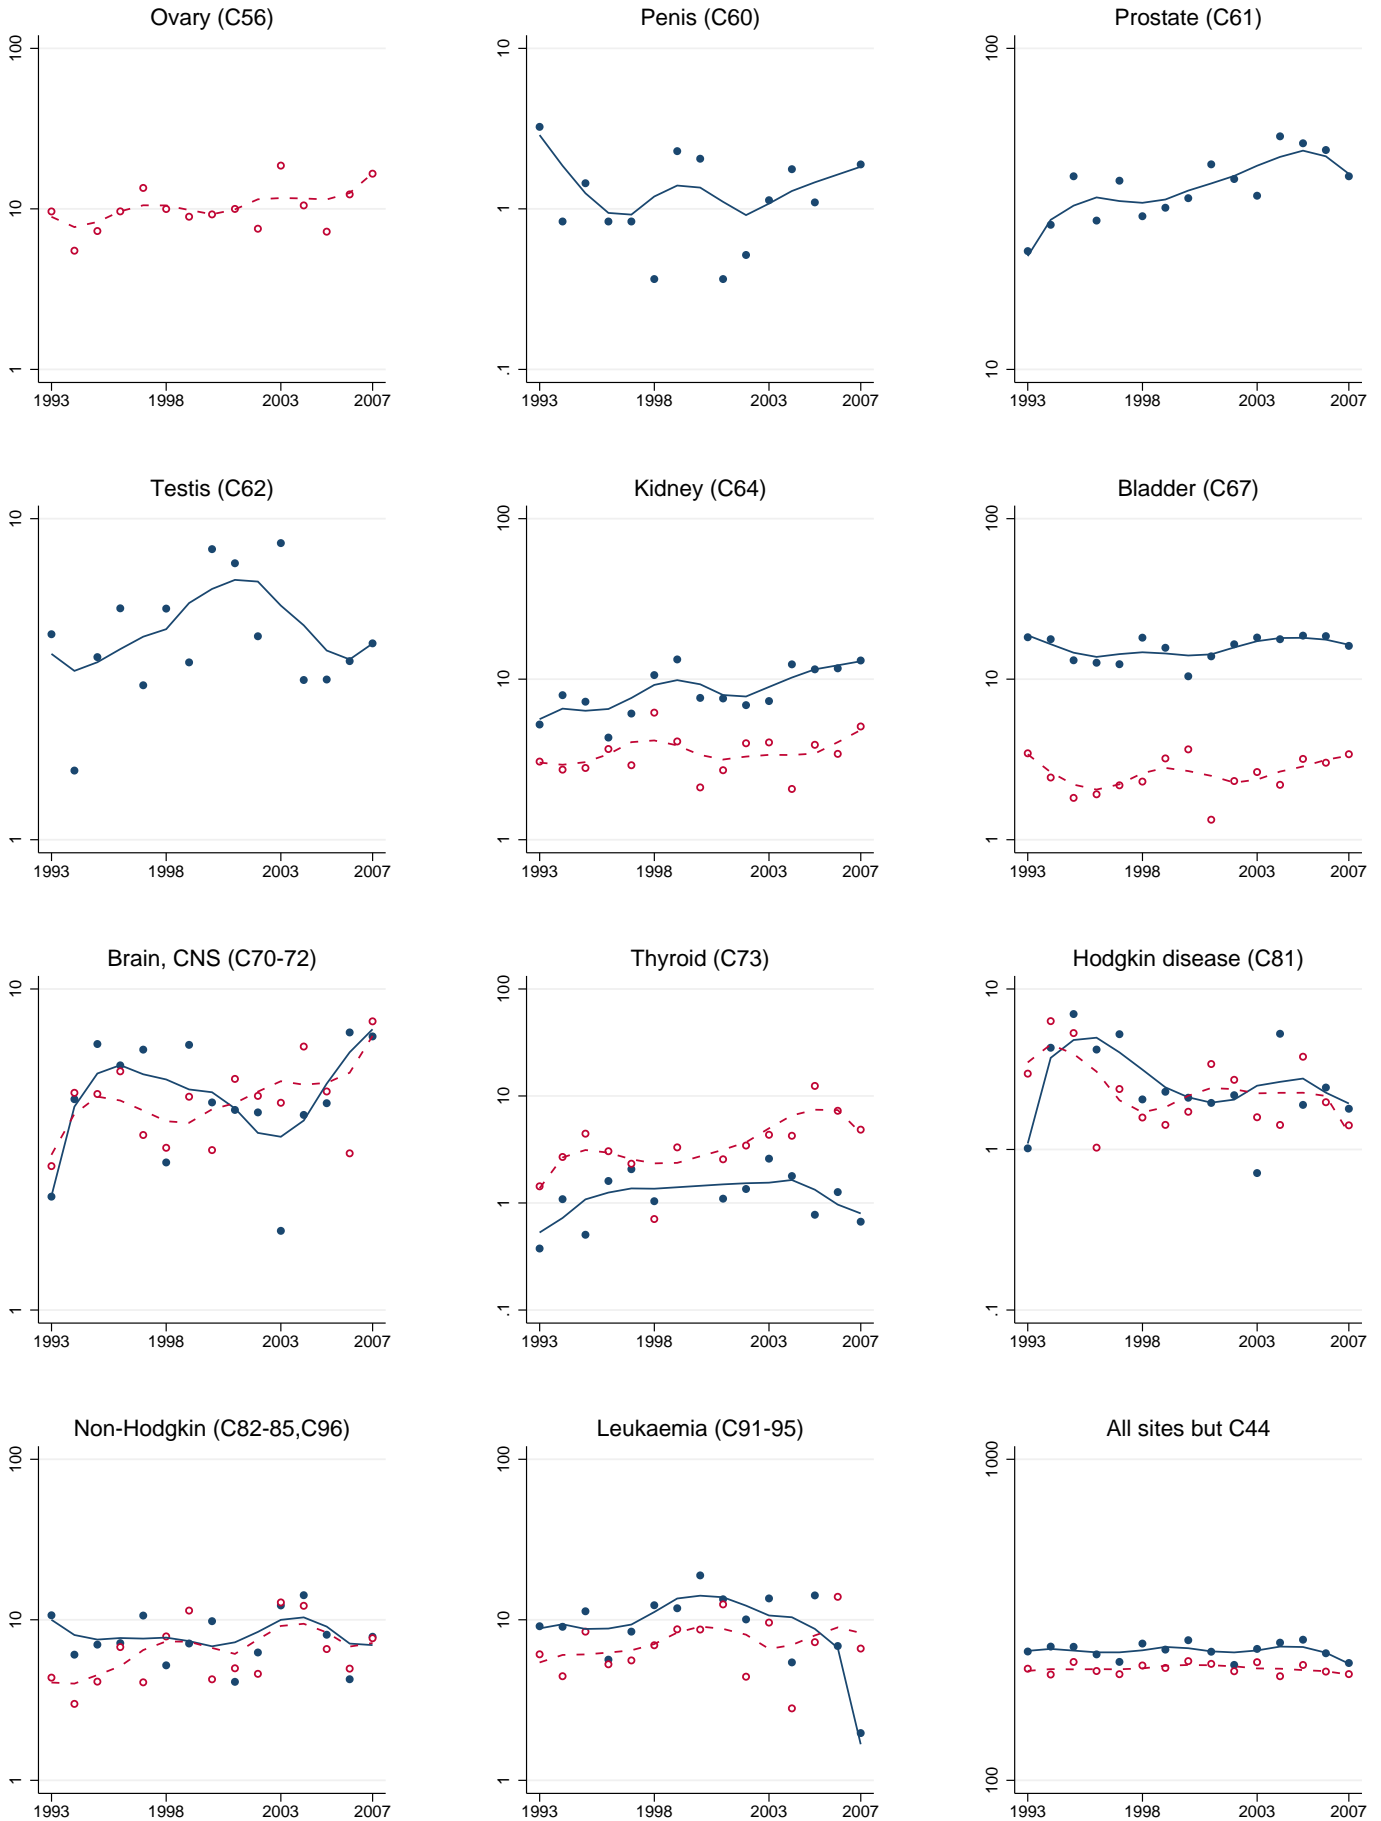 Ovary (C56)
100
10
1
1993 1998 2003 2007
Penis (C60)
10
1
.1
1993 1998 2003 2007
Prostate (C61)
100
10
1993 1998 2003 2007
Testis (C62)
10
1
1993 1998 2003 2007
Kidney (C64)
100
10
1
1993 1998 2003 2007
Bladder (C67)
100
10
1
1993 1998 2003 2007
Brain, CNS (C70-72)
10
1
1993 1998 2003 2007
Thyroid (C73)
100
10
1
.1
1993 1998 2003 2007
Hodgkin disease (C81)
10
1
.1
1993 1998 2003 2007
Non-Hodgkin (C82-85,C96)
100
10
1
1993 1998 2003 2007
Leukaemia (C91-95)
100
10
1
1993 1998 2003 2007
All sites but C44
1000
100
1993 1998 2003 2007